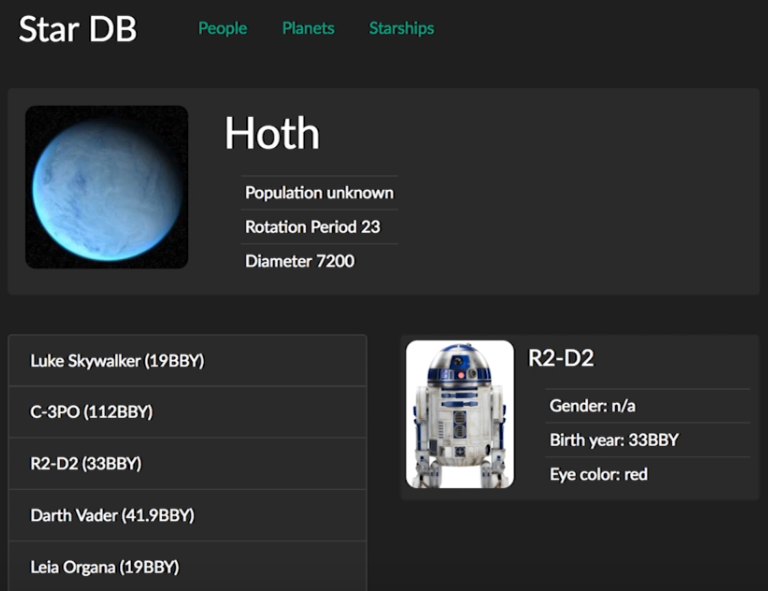 Star DB People Planets Starships
Hoth
Population unknown
Rotation Period 23
Diameter 7200
Luke Skywalker (19BBY)
C-3PO (112BBY)
R2-D2 (33BBY)
Darth Vader (41.9BBY)
Leia Organa (19BBY)
R2-D2
Gender: n/a
Birth year: 33BBY
Eye color: red